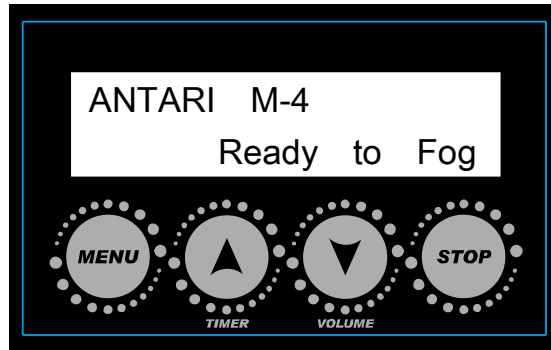 ANTARI M-4
Ready to Fog
MENU
STOP
TIMER
VOLUME